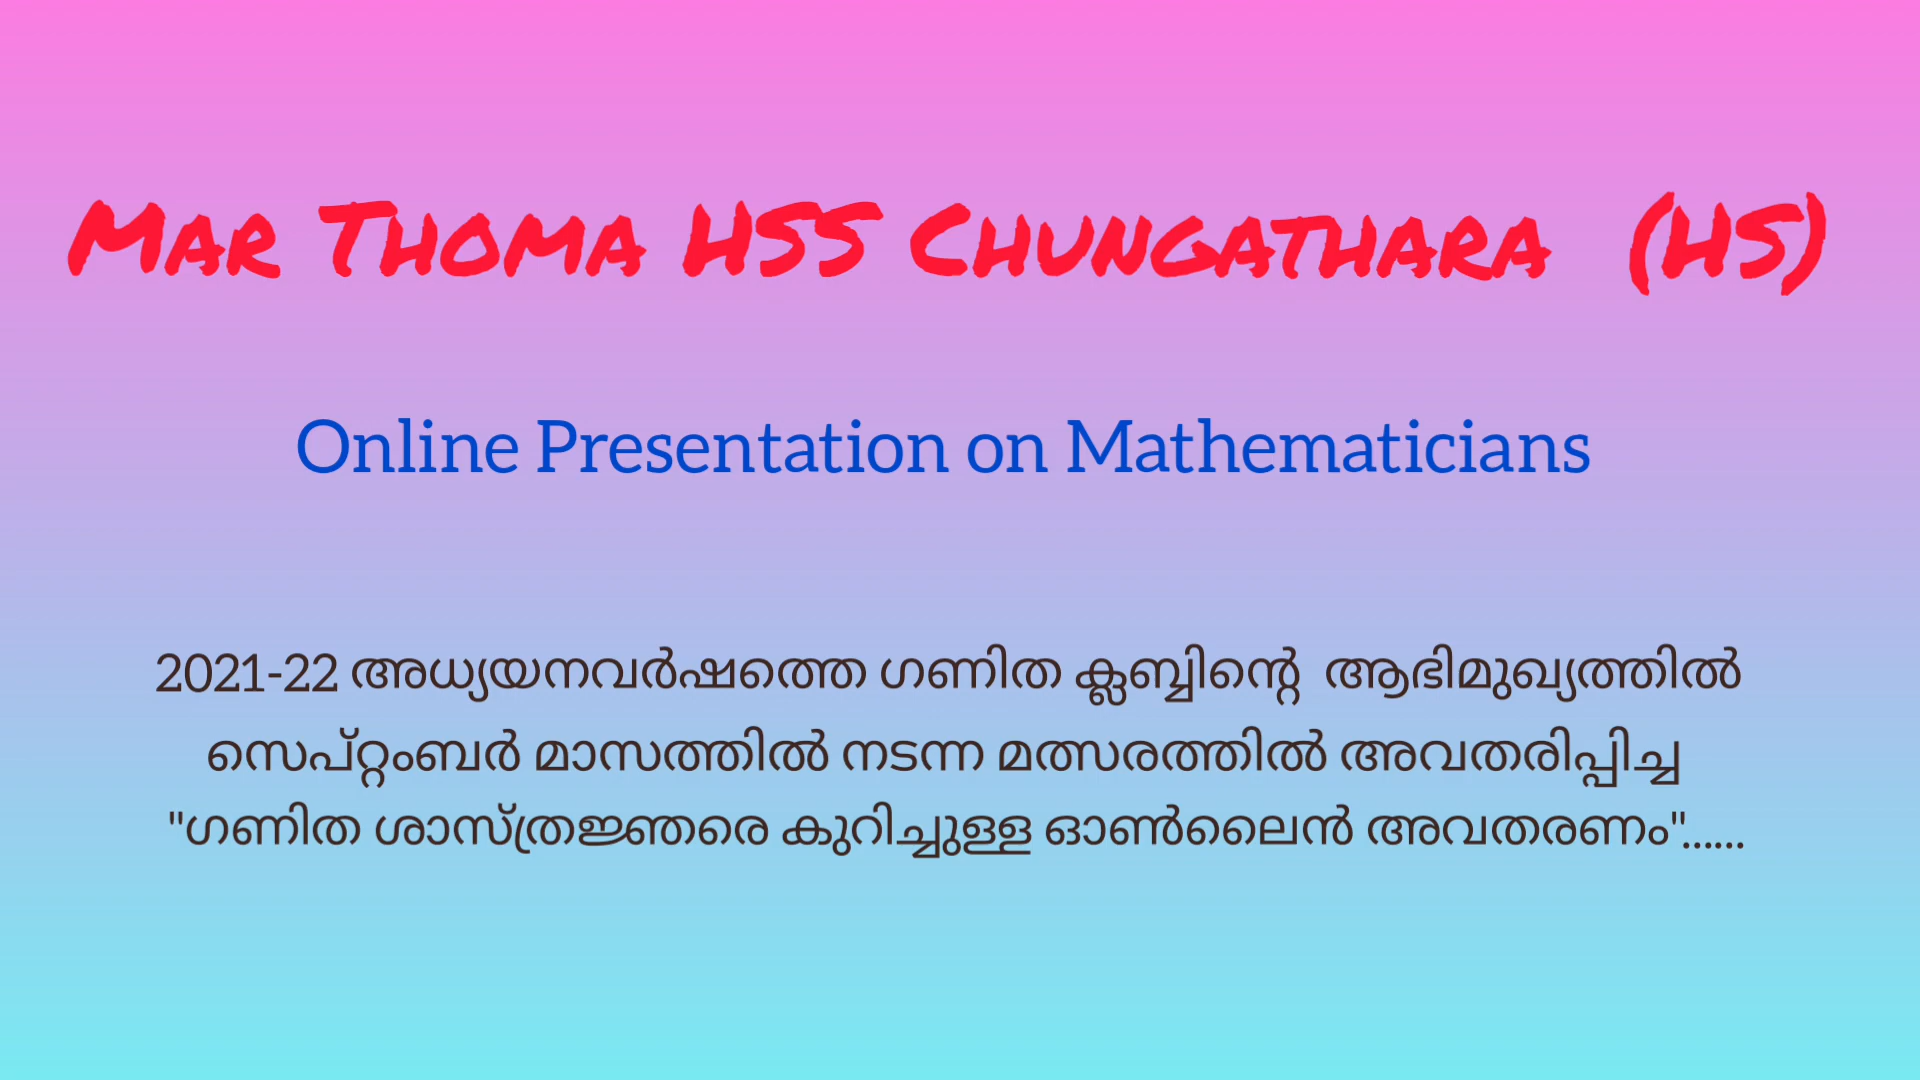 Mar Thoma HSS Chungathara (HS)
Online Presentation on Mathematicians
2021-22 അധ്യയനവർഷത്തെ ഗണിത ക്ലബ്ബിന്റെ ആഭിമുഖ്യത്തിൽ
സെപ്റ്റംബർ മാസത്തിൽ നടന്ന മത്സരത്തിൽ അവതരിപ്പിച്ച
"ഗണിത ശാസ്ത്രജ്ഞരെ കുറിച്ചുള്ള ഓൺലൈൻ അവതരണം"......